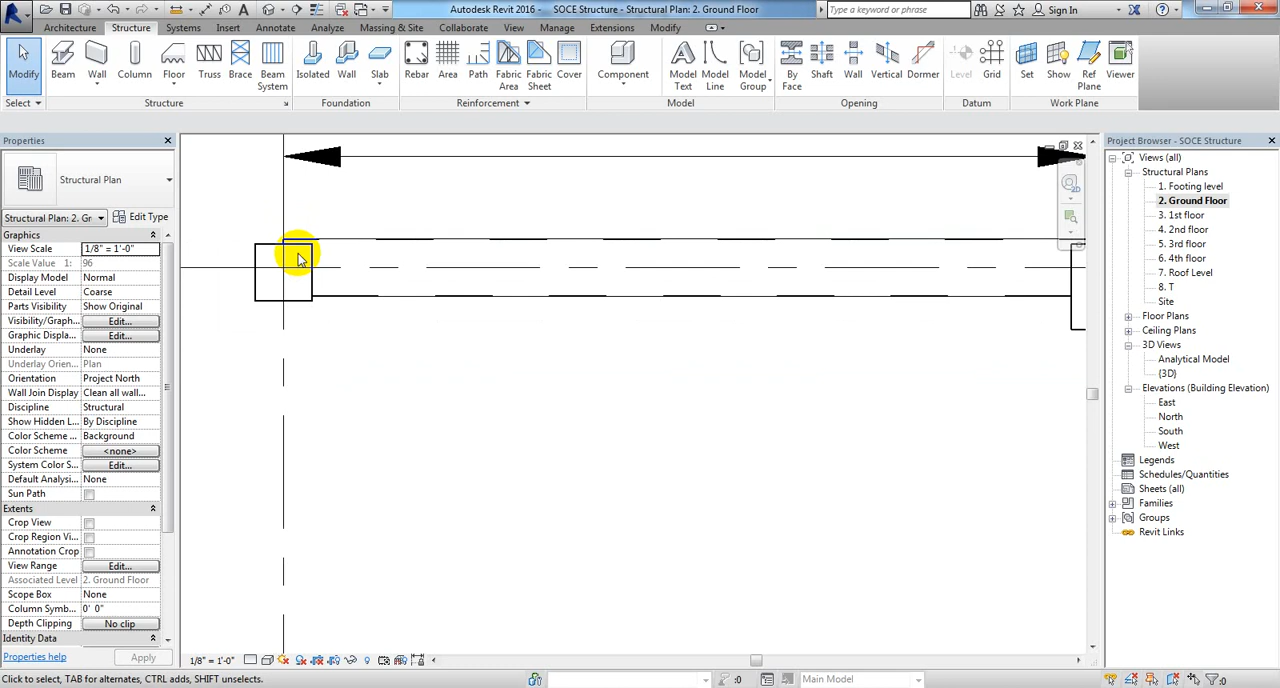 Autodesk Revit 2016 - SOCE Structure - Structural Plan: 2. Ground Floor
Type a keyword or phrase
Sign In
Architecture Structure Systems Insert Annotate Analyze Massing & Site Collaborate View Manage Extensions Modify
Modify Beam Wall Column Floor Truss Brace Beam System Isolated Wall Slab Rebar Area Path Fabric Area Fabric Sheet Cover Component Model Text Model Line Model Group By Face Shaft Wall Vertical Dormer Level Grid Set Show Ref Plane Viewer
Select Structure Foundation Reinforcement Model Opening Datum Work Plane
Properties
Structural Plan
Structural Plan: 2. Gr Edit Type
Graphics
View Scale 1/8" = 1'-0"
Scale Value 1: 96
Display Model Normal
Detail Level Coarse
Parts Visibility Show Original
Visibility/Graph... Edit...
Graphic Displa... Edit...
Underlay None
Underlay Orien... Plan
Orientation Project North
Wall Join Display Clean all wall...
Discipline Structural
Show Hidden L... By Discipline
Color Scheme ... Background
Color Scheme <none>
System Color S... Edit...
Default Analysi... None
Sun Path
Extents
Crop View
Crop Region Vi...
Annotation Crop
View Range Edit...
Associated Level 2. Ground Floor
Scope Box None
Column Symb... 0' 0"
Depth Clipping No clip
Identity Data
Properties help Apply
Project Browser - SOCE Structure
Views (all)
Structural Plans
1. Footing level
2. Ground Floor
3. 1st floor
4. 2nd floor
5. 3rd floor
6. 4th floor
7. Roof Level
8. T
Site
Floor Plans
Ceiling Plans
3D Views
Analytical Model
{3D}
Elevations (Building Elevation)
East
North
South
West
Legends
Schedules/Quantities
Sheets (all)
Families
Groups
Revit Links
2D
1/8" = 1'-0"
Click to select, TAB for alternates, CTRL adds, SHIFT unselects.
:0 Main Model :0